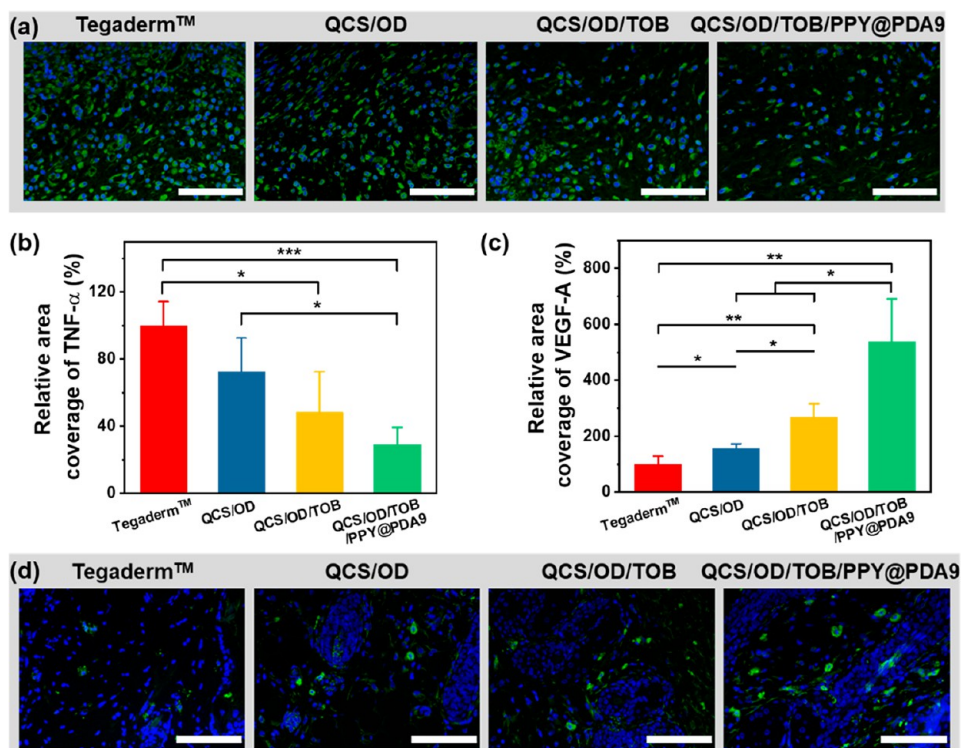 (a)
Tegaderm™ QCS/OD QCS/OD/TOB QCS/OD/TOB/PPY@PDA9
(b)
Relative area
coverage of TNF-α (%)
120
80
40
0
***
*
*
Tegaderm™
QCS/OD
QCS/OD/TOB
QCS/OD/TOB
/PPY@PDA9
(c)
Relative area
coverage of VEGF-A (%)
800
600
400
200
0
**
*
**
*
*
Tegaderm™
QCS/OD
QCS/OD/TOB
QCS/OD/TOB
/PPY@PDA9
(d)
Tegaderm™ QCS/OD QCS/OD/TOB QCS/OD/TOB/PPY@PDA9